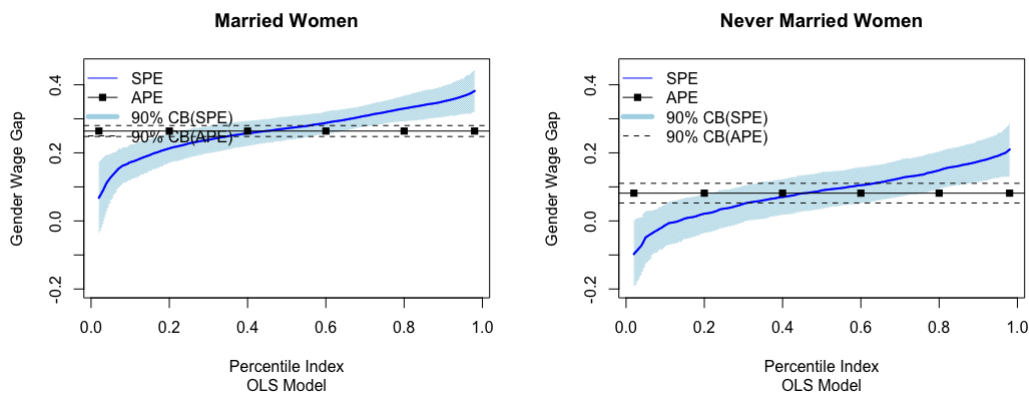 Married Women
Gender Wage Gap
0.4
0.2
0.0
-0.2
SPE
APE
90% CB(SPE)
90% CB(APE)
0.0 0.2 0.4 0.6 0.8 1.0
Percentile Index
OLS Model
Never Married Women
Gender Wage Gap
0.4
0.2
0.0
-0.2
SPE
APE
90% CB(SPE)
90% CB(APE)
0.0 0.2 0.4 0.6 0.8 1.0
Percentile Index
OLS Model